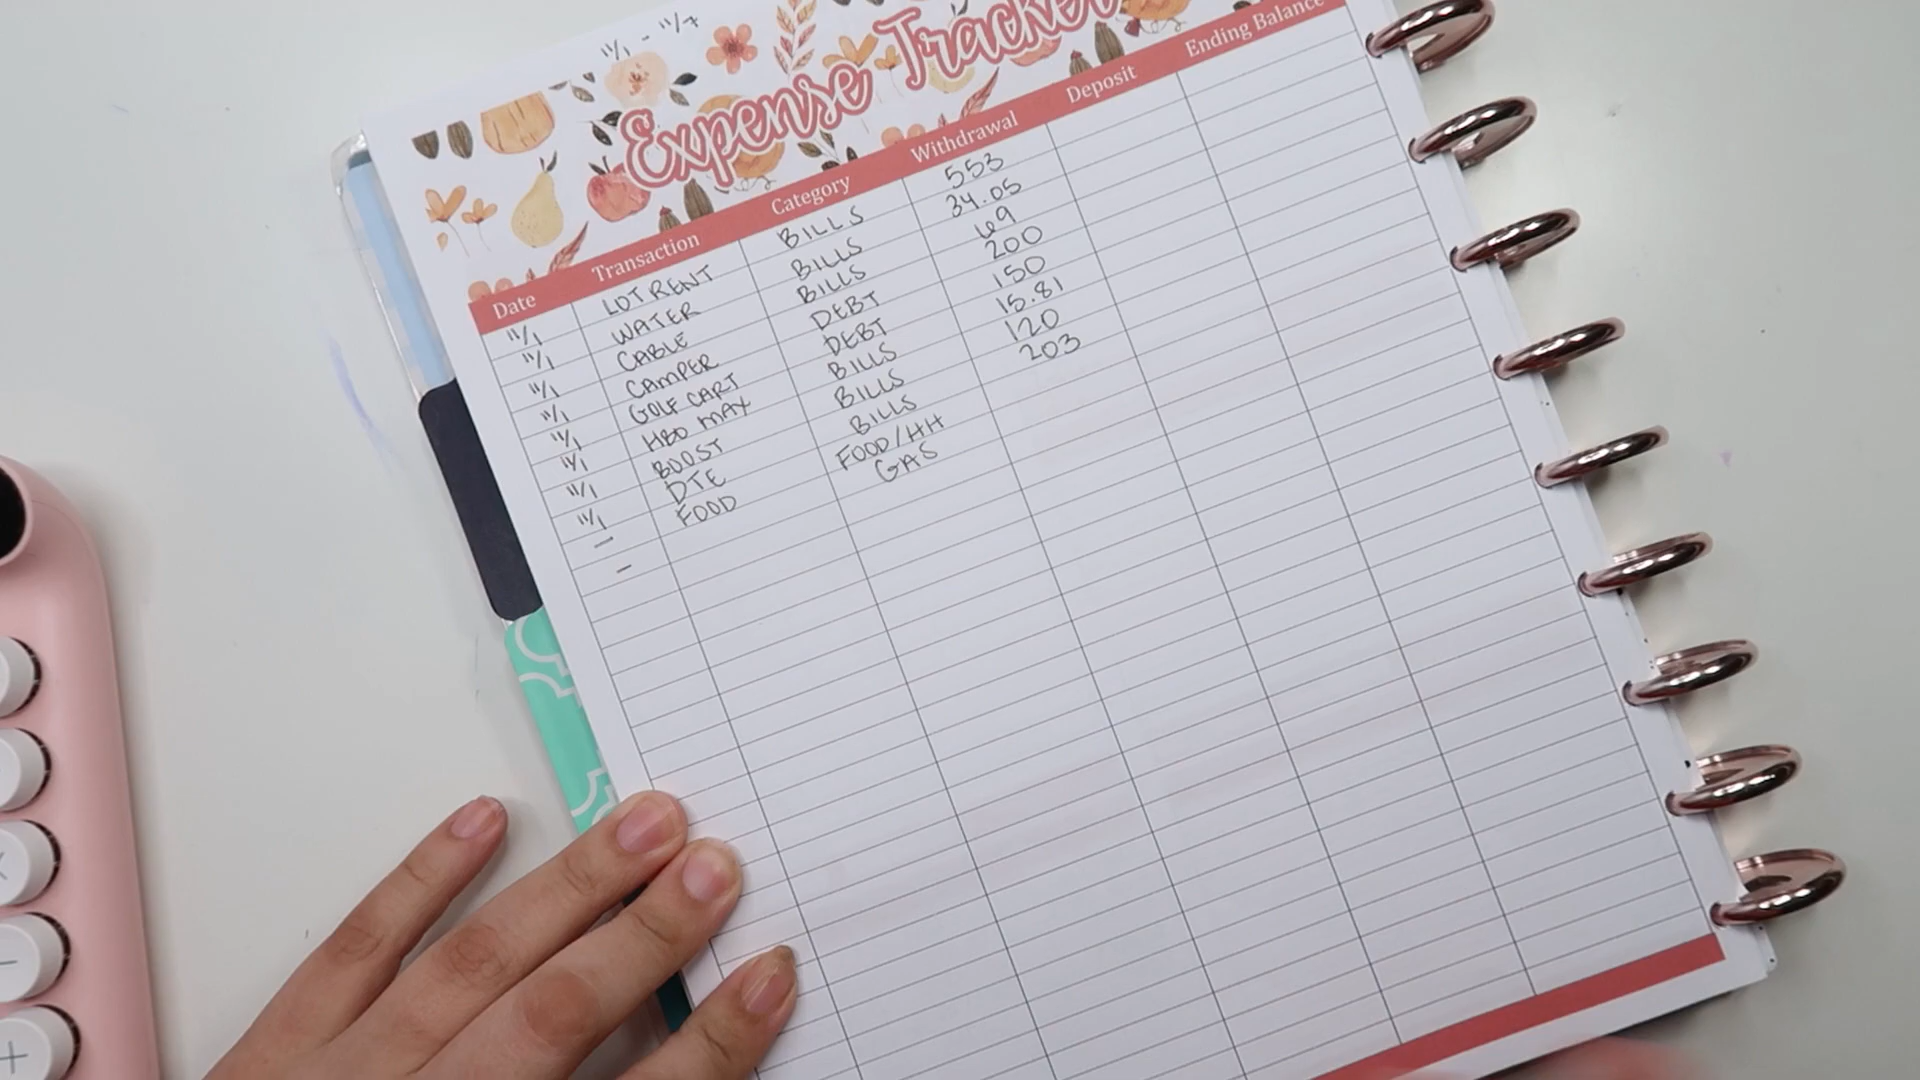 11/1 - 11/7
Expense Tracker
Date Transaction Category Withdrawal Deposit Ending Balance
11/1 LOT RENT BILLS 553
11/1 WATER BILLS 34.05
11/1 CABLE BILLS 69
11/1 CAMPER DEBT 200
11/1 GOLF CART DEBT 150
11/1 HBO MAX BILLS 15.81
11/1 BOOST BILLS 120
11/1 DTE BILLS 203
— FOOD FOOD/HH
— GAS
−
+